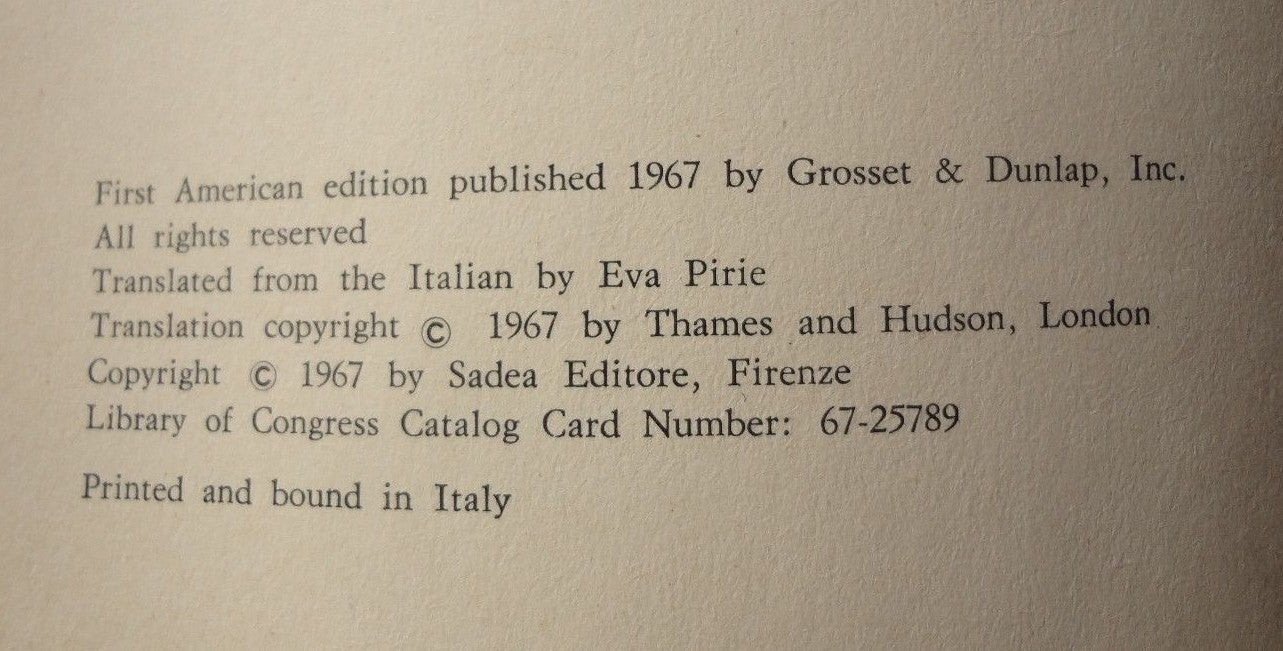 First American edition published 1967 by Grosset & Dunlap, Inc.
All rights reserved
Translated from the Italian by Eva Pirie
Translation copyright © 1967 by Thames and Hudson, London
Copyright © 1967 by Sadea Editore, Firenze
Library of Congress Catalog Card Number: 67-25789
Printed and bound in Italy